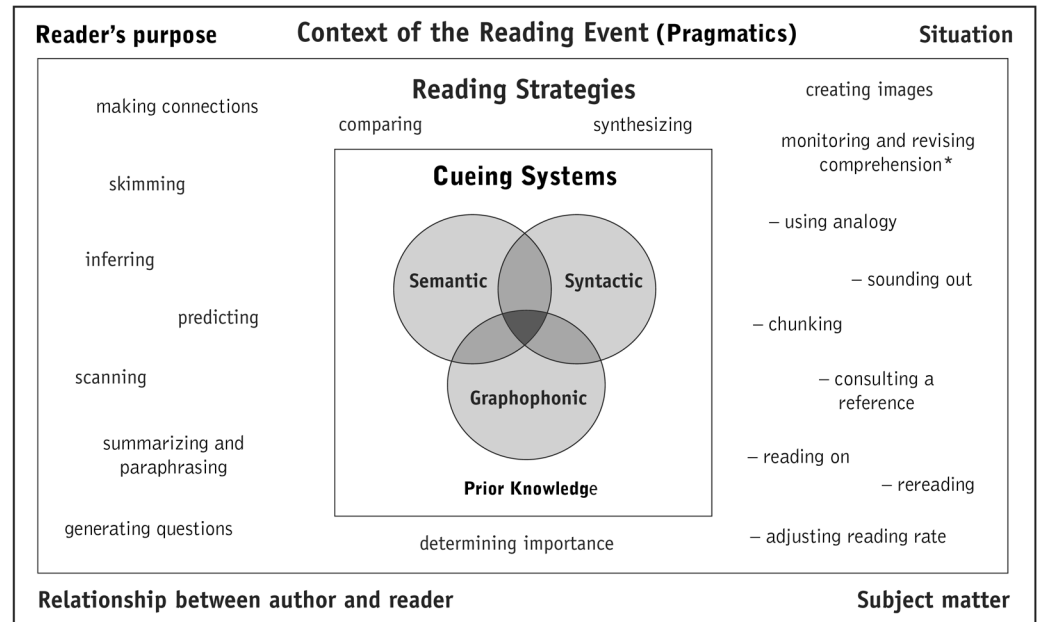 Reader's purpose
Context of the Reading Event (Pragmatics)
Situation
Reading Strategies
making connections
comparing
synthesizing
creating images
skimming
monitoring and revising
comprehension*
inferring
– using analogy
predicting
– sounding out
scanning
– chunking
summarizing and
paraphrasing
– consulting a
reference
generating questions
– reading on
– rereading
determining importance
– adjusting reading rate
Cueing Systems
Semantic
Syntactic
Graphophonic
Prior Knowledge
Relationship between author and reader
Subject matter